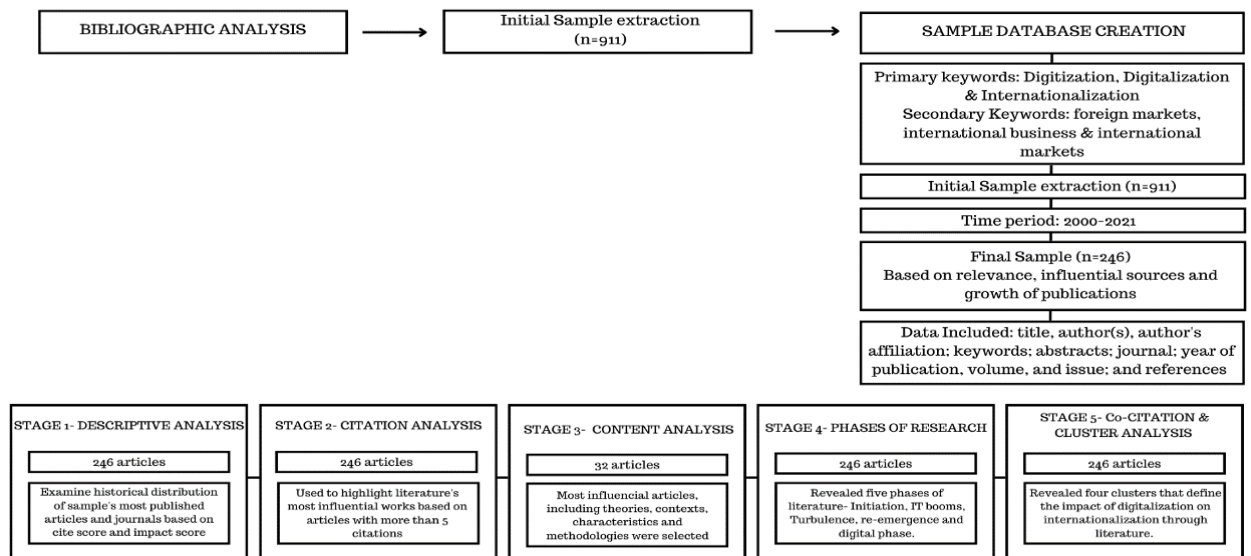 BIBLIOGRAPHIC ANALYSIS
Initial Sample extraction
(n=911)
SAMPLE DATABASE CREATION
Primary keywords: Digitization, Digitalization
& Internationalization
Secondary Keywords: foreign markets,
international business & international
markets
Initial Sample extraction (n=911)
Time period: 2000-2021
Final Sample (n=246)
Based on relevance, influential sources and
growth of publications
Data Included: title, author(s), author's
affiliation; keywords; abstracts; journal; year of
publication, volume, and issue; and references
STAGE 1- DESCRIPTIVE ANALYSIS
246 articles
Examine historical distribution
of sample's most published
articles and journals based on
cite score and impact score
STAGE 2- CITATION ANALYSIS
246 articles
Used to highlight literature's
most influential works based on
articles with more than 5
citations
STAGE 3- CONTENT ANALYSIS
32 articles
Most influencial articles,
including theories, contexts,
characteristics and
methodologies were selected
STAGE 4- PHASES OF RESEARCH
246 articles
Revealed five phases of
literature- Initiation, IT booms,
Turbulence, re-emergence and
digital phase.
STAGE 5- Co-CITATION &
CLUSTER ANALYSIS
246 articles
Revealed four clusters that define
the impact of digitalization on
internationalization through
literature.